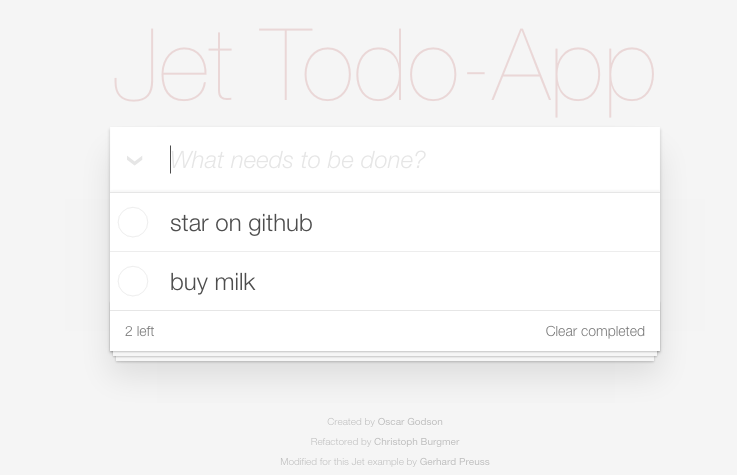 Jet Todo-App
What needs to be done?
star on github
buy milk
2 left Clear completed
Created by Oscar Godson
Refactored by Christoph Burgmer
Modified for this Jet example by Gerhard Preuss